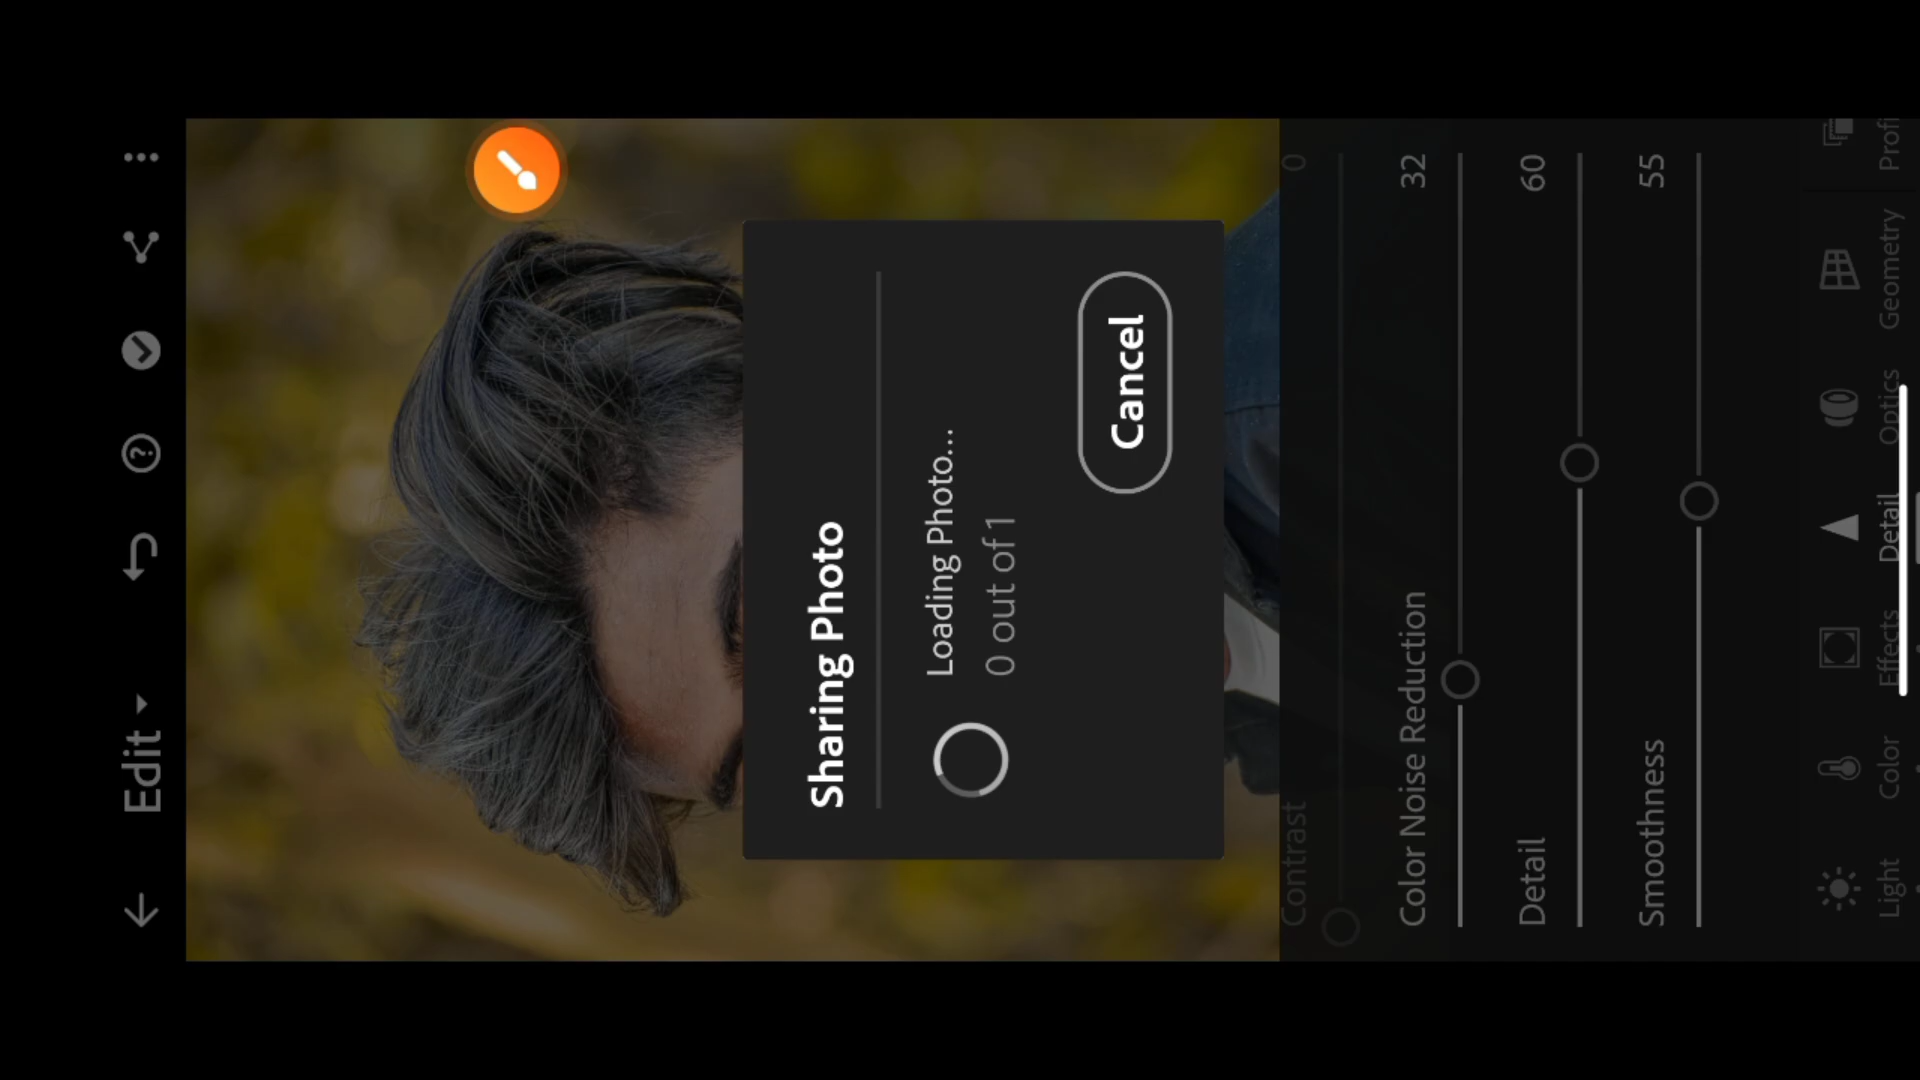 Edit
Sharing Photo
Loading Photo...
0 out of 1
Cancel
Contrast 0
Color Noise Reduction 32
Detail 60
Smoothness 55
Light Color Effects Detail Optics Geometry Profi